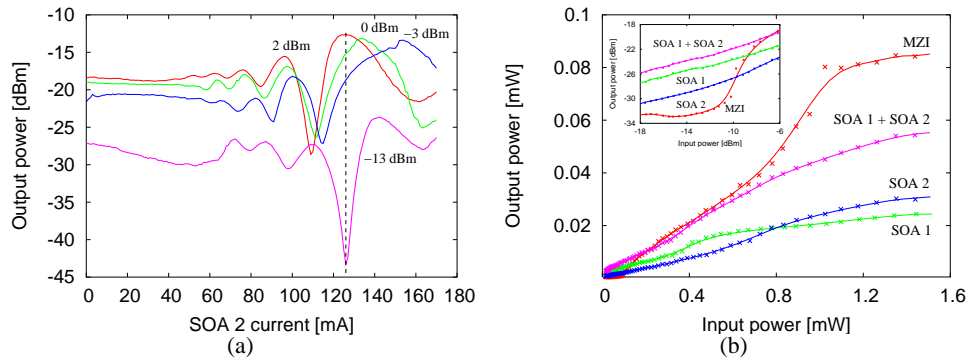 -5
-10
-15
-20
-25
-30
-35
-40
-45
Output power [dBm]
0 20 40 60 80 100 120 140 160 180
SOA 2 current [mA]
2 dBm
0 dBm
−3 dBm
−13 dBm
(a)
0.1
0.08
0.06
0.04
0.02
Output power [mW]
0 0.4 0.8 1.2 1.6
Input power [mW]
MZI
SOA 1 + SOA 2
SOA 2
SOA 1
-18
-22
-26
-30
-34
Output power [dBm]
-18 -14 -10 -6
Input power [dBm]
SOA 1 + SOA 2
SOA 1
SOA 2
MZI
(b)